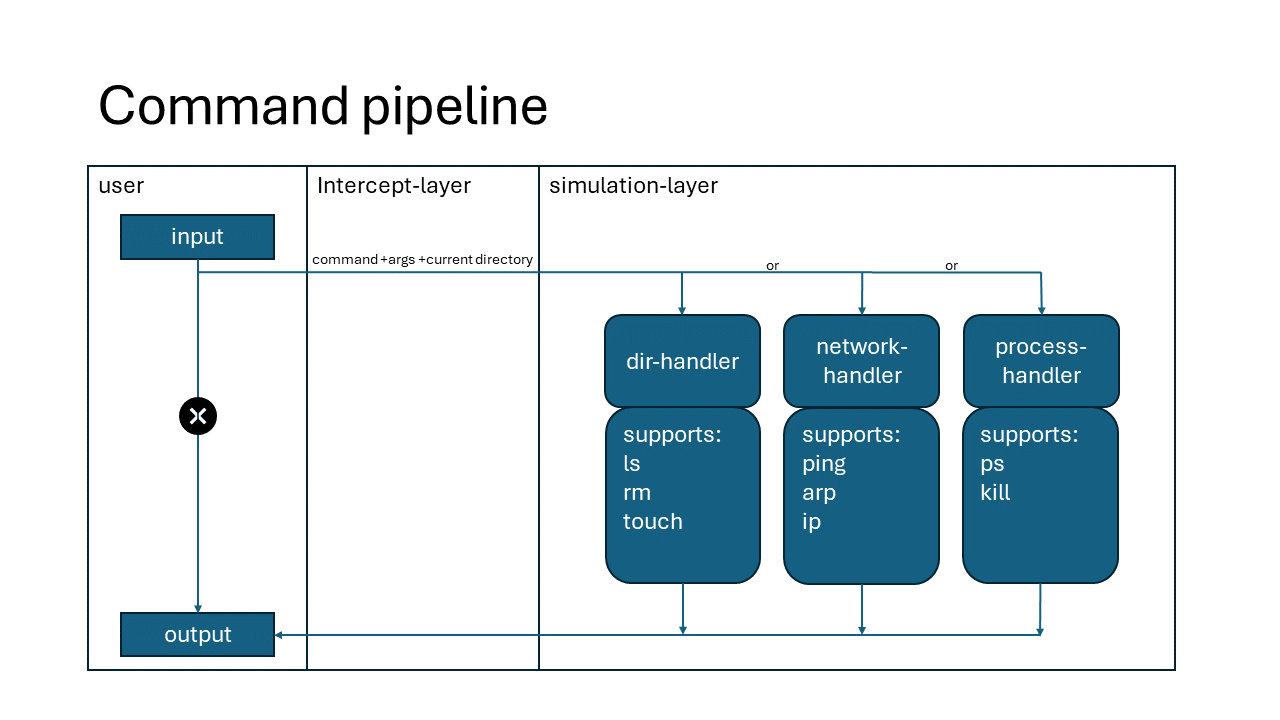 Command pipeline
user
Intercept-layer
simulation-layer
input
command +args +current directory
or
or
dir-handler
network-
handler
process-
handler
supports:
ls
rm
touch
supports:
ping
arp
ip
supports:
ps
kill
output